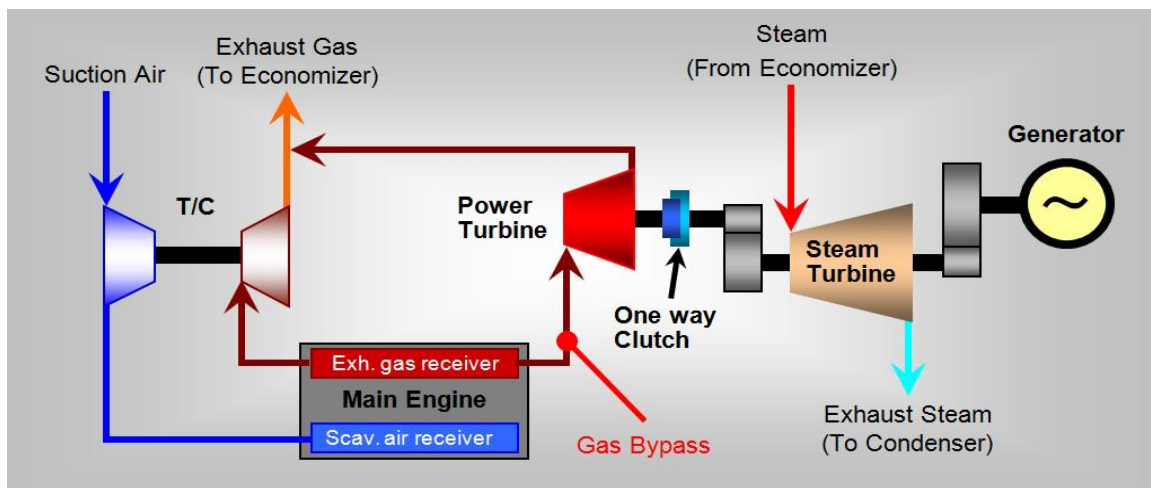 Suction Air
Exhaust Gas
(To Economizer)
Steam
(From Economizer)
Generator
T/C
Power
Turbine
Steam
Turbine
One way
Clutch
Exh. gas receiver
Main Engine
Scav. air receiver
Gas Bypass
Exhaust Steam
(To Condenser)